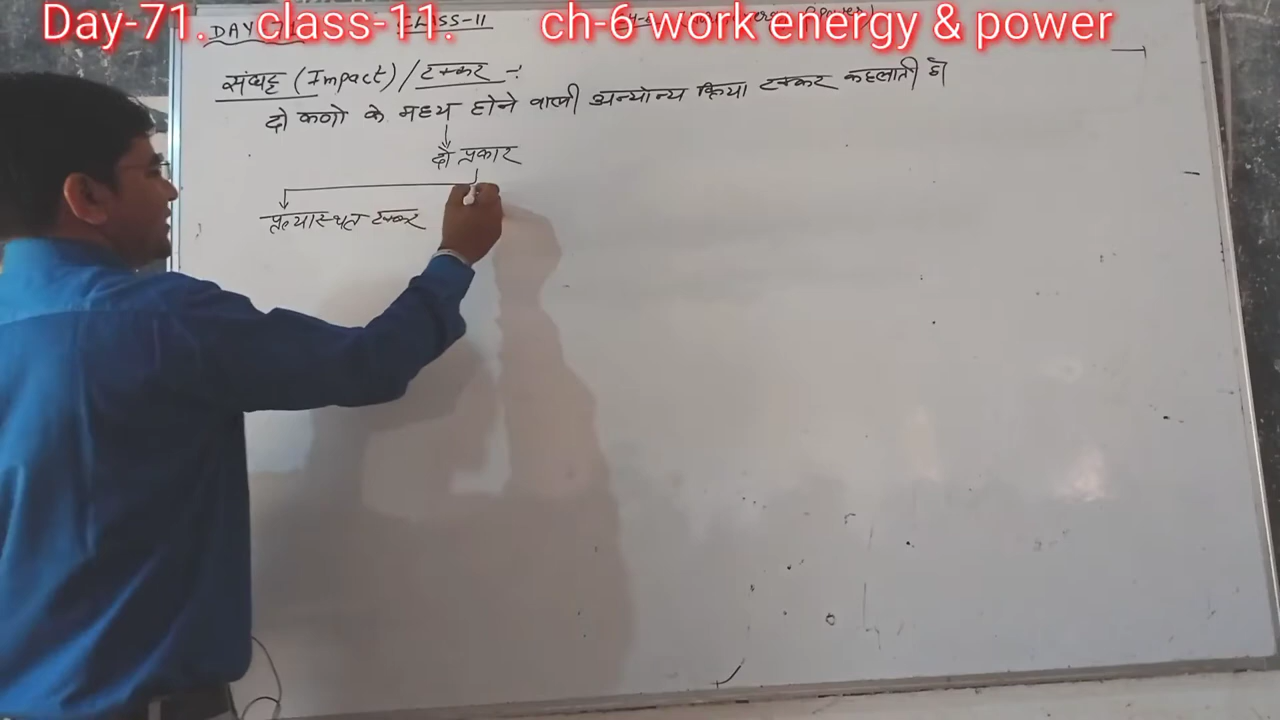 Day-71. class-11. ch-6 work energy & power
DAY CLASS-11
संघट्ट (Impact) / टक्कर :-
दो कणो के मध्य होने वाली अन्योन्य क्रिया टक्कर कहलाती है
दो प्रकार
प्रत्यास्थत टक्कर